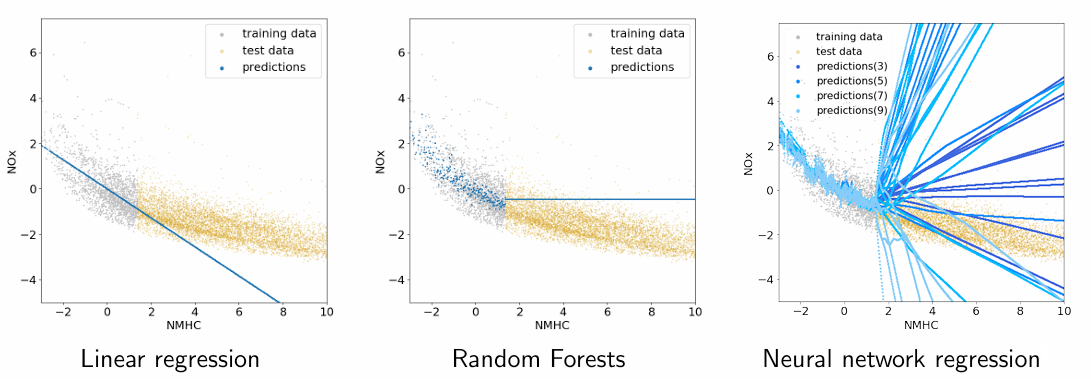 training data
test data
predictions
6
4
2
0
−2
−4
NOx
−2 0 2 4 6 8 10
NMHC
Linear regression
training data
test data
predictions
6
4
2
0
−2
−4
NOx
−2 0 2 4 6 8 10
NMHC
Random Forests
training data
test data
predictions(3)
predictions(5)
predictions(7)
predictions(9)
6
4
2
0
−2
−4
NOx
−2 0 2 4 6 8 10
NMHC
Neural network regression